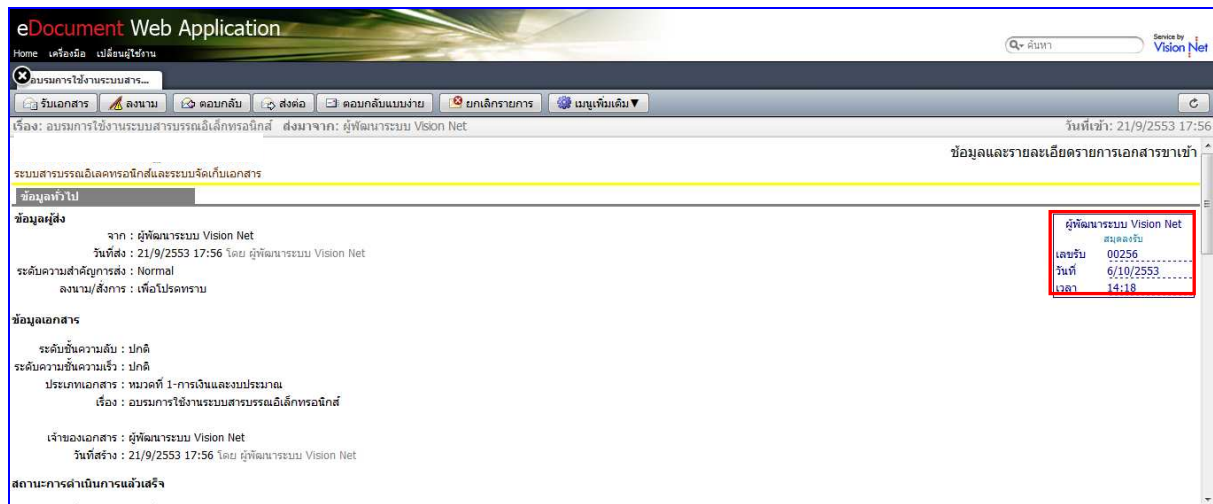 eDocument Web Application
Home เครื่องมือ เปลี่ยนผู้ใช้งาน
ค้นหา
Service by
Vision Net
อบรมการใช้งานระบบสาร...
รับเอกสาร ลงนาม ตอบกลับ ส่งต่อ ตอบกลับแบบง่าย ยกเลิกรายการ เมนูเพิ่มเติม▼
เรื่อง: อบรมการใช้งานระบบสารบรรณอิเล็กทรอนิกส์ ส่งมาจาก: ผู้พัฒนาระบบ Vision Net วันที่เข้า: 21/9/2553 17:56
ข้อมูลและรายละเอียดรายการเอกสารขาเข้า
ระบบสารบรรณอิเลคทรอนิกส์และระบบจัดเก็บเอกสาร
ข้อมูลทั่วไป
ข้อมูลผู้ส่ง
จาก : ผู้พัฒนาระบบ Vision Net
วันที่ส่ง : 21/9/2553 17:56 โดย ผู้พัฒนาระบบ Vision Net
ระดับความสำคัญการส่ง : Normal
ลงนาม/สั่งการ : เพื่อโปรดทราบ
ผู้พัฒนาระบบ Vision Net
สมุดลงรับ
เลขรับ 00256
วันที่ 6/10/2553
เวลา 14:18
ข้อมูลเอกสาร
ระดับชั้นความลับ : ปกติ
ระดับความชั้นความเร็ว : ปกติ
ประเภทเอกสาร : หมวดที่ 1-การเงินและงบประมาณ
เรื่อง : อบรมการใช้งานระบบสารบรรณอิเล็กทรอนิกส์
เจ้าของเอกสาร : ผู้พัฒนาระบบ Vision Net
วันที่สร้าง : 21/9/2553 17:56 โดย ผู้พัฒนาระบบ Vision Net
สถานะการดำเนินการแล้วเสร็จ